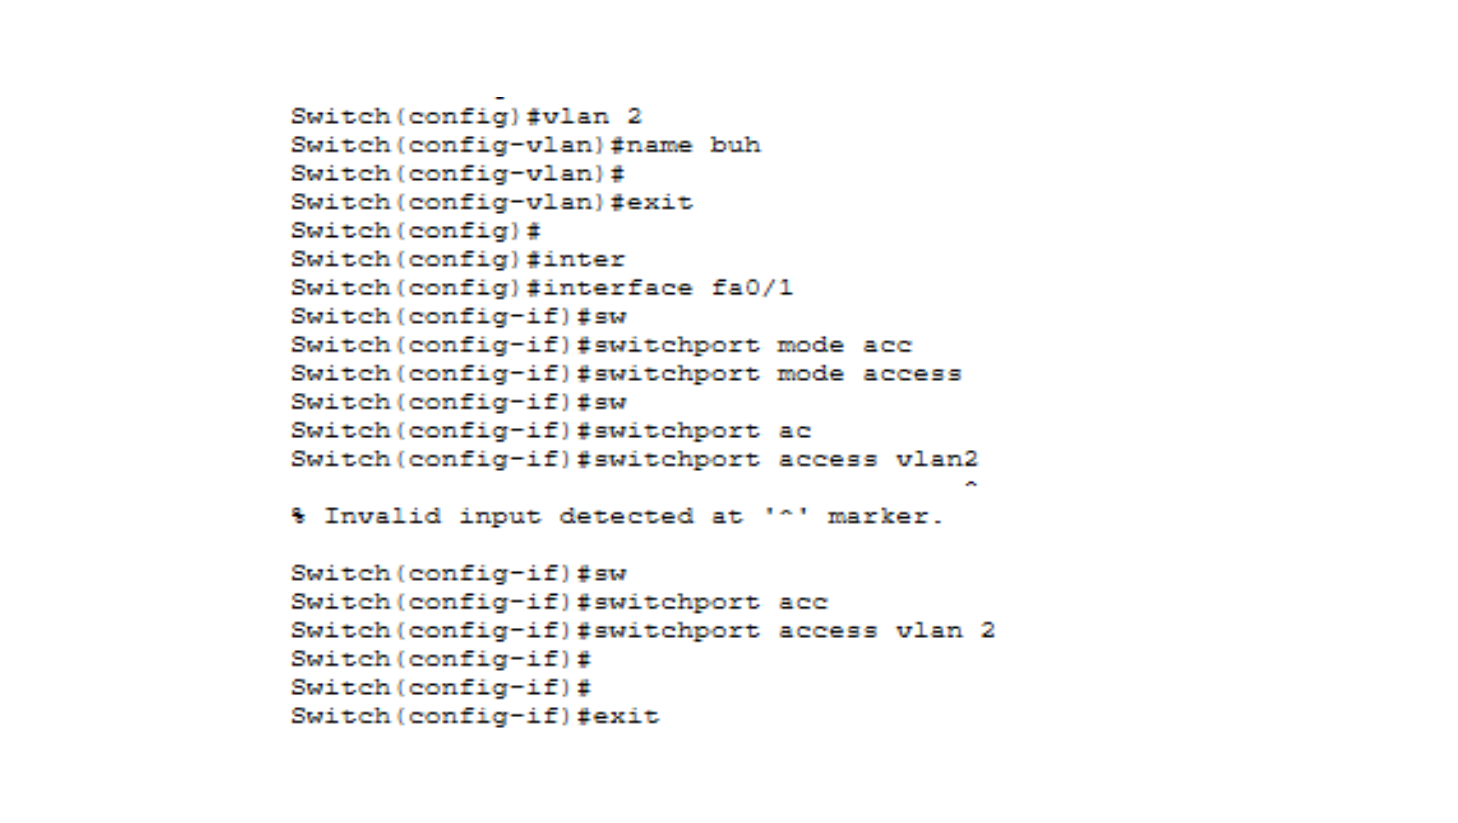 Switch(config)#vlan 2
Switch(config-vlan)#name buh
Switch(config-vlan)#
Switch(config-vlan)#exit
Switch(config)#
Switch(config)#inter
Switch(config)#interface fa0/1
Switch(config-if)#sw
Switch(config-if)#switchport mode acc
Switch(config-if)#switchport mode access
Switch(config-if)#sw
Switch(config-if)#switchport ac
Switch(config-if)#switchport access vlan2
^
% Invalid input detected at '^' marker.
Switch(config-if)#sw
Switch(config-if)#switchport acc
Switch(config-if)#switchport access vlan 2
Switch(config-if)#
Switch(config-if)#
Switch(config-if)#exit